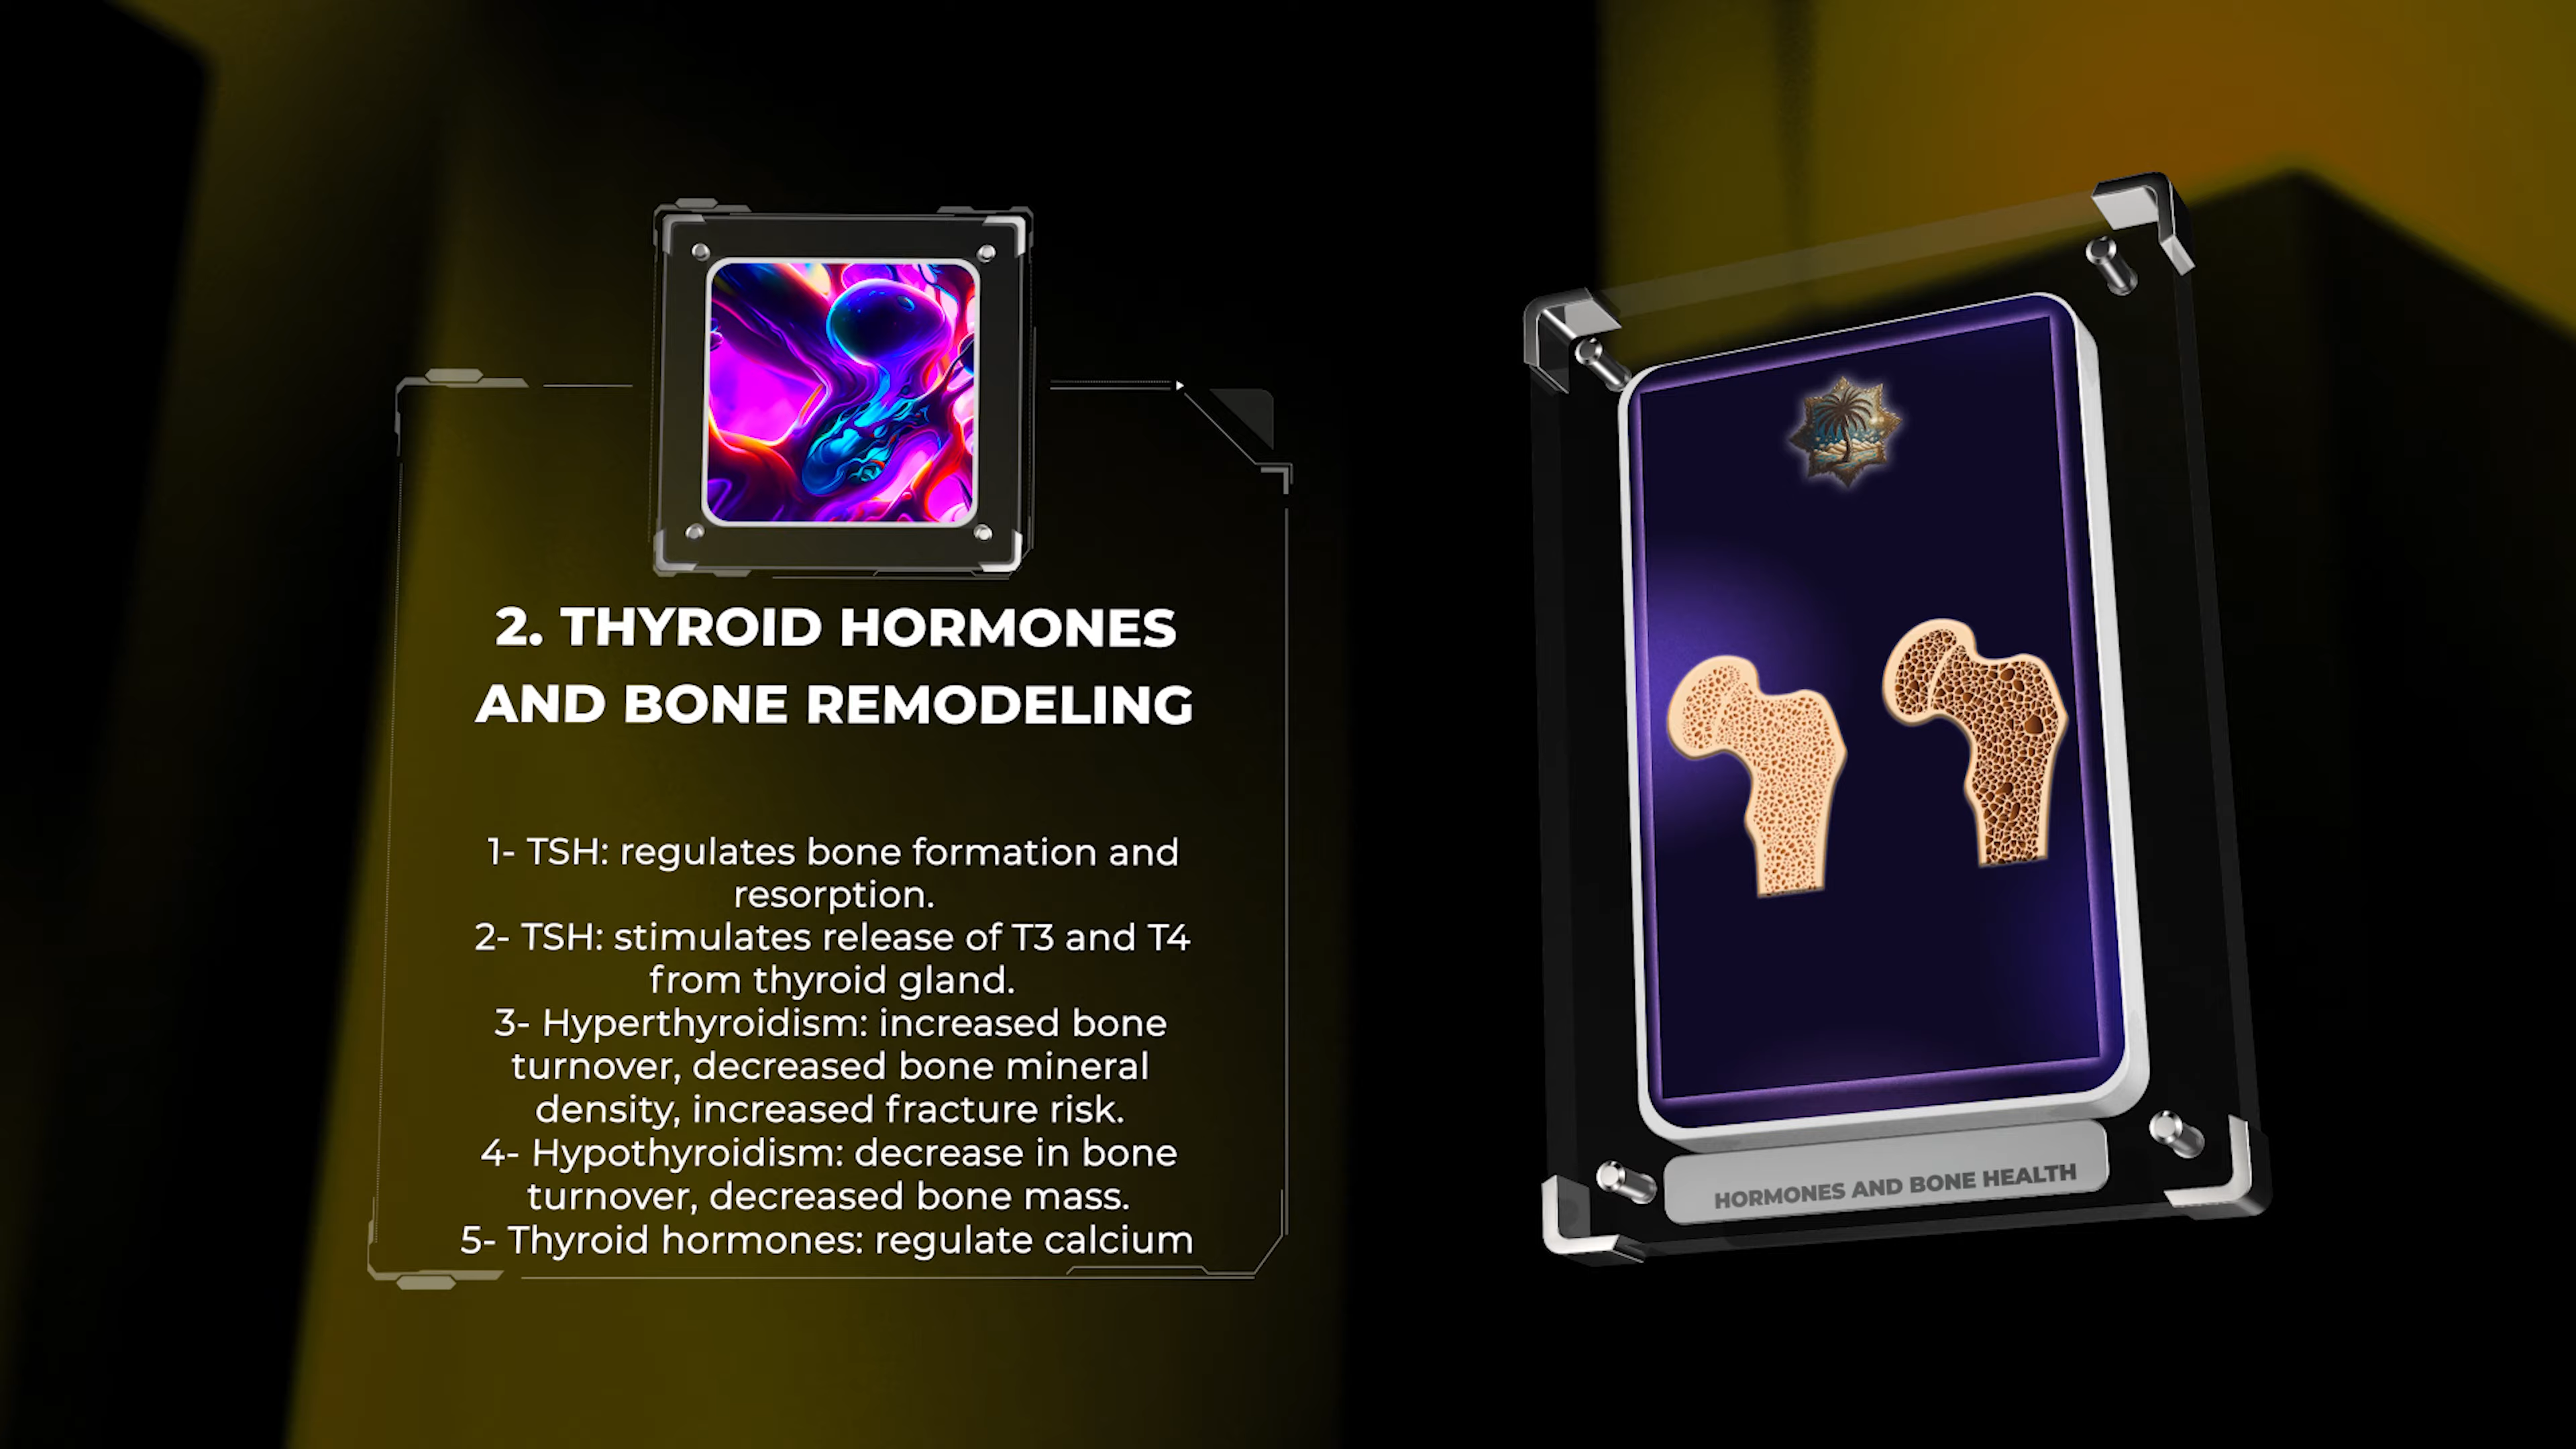 2. THYROID HORMONES
AND BONE REMODELING
1- TSH: regulates bone formation and
resorption.
2- TSH: stimulates release of T3 and T4
from thyroid gland.
3- Hyperthyroidism: increased bone
turnover, decreased bone mineral
density, increased fracture risk.
4- Hypothyroidism: decrease in bone
turnover, decreased bone mass.
5- Thyroid hormones: regulate calcium
HORMONES AND BONE HEALTH